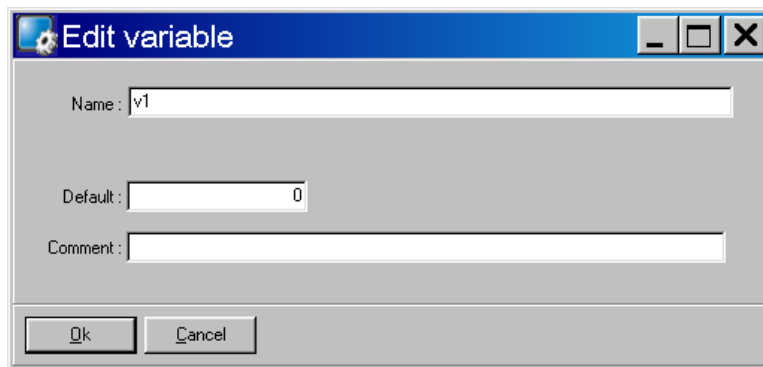 Edit variable
Name : v1
Default : 0
Comment :
Ok Cancel